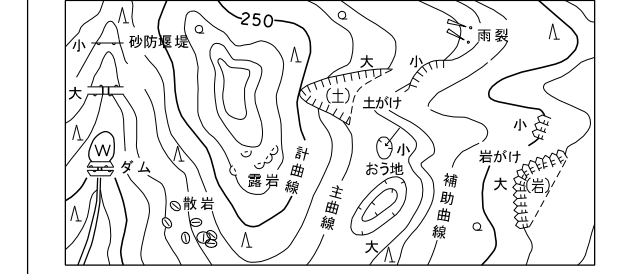 250
小 砂防堰堤
雨裂
大
小
大
(土)
土がけ
小
W
ダム
小
岩がけ
おう地
大
(岩)
露岩
計曲線
主曲線
補助曲線
散岩
大